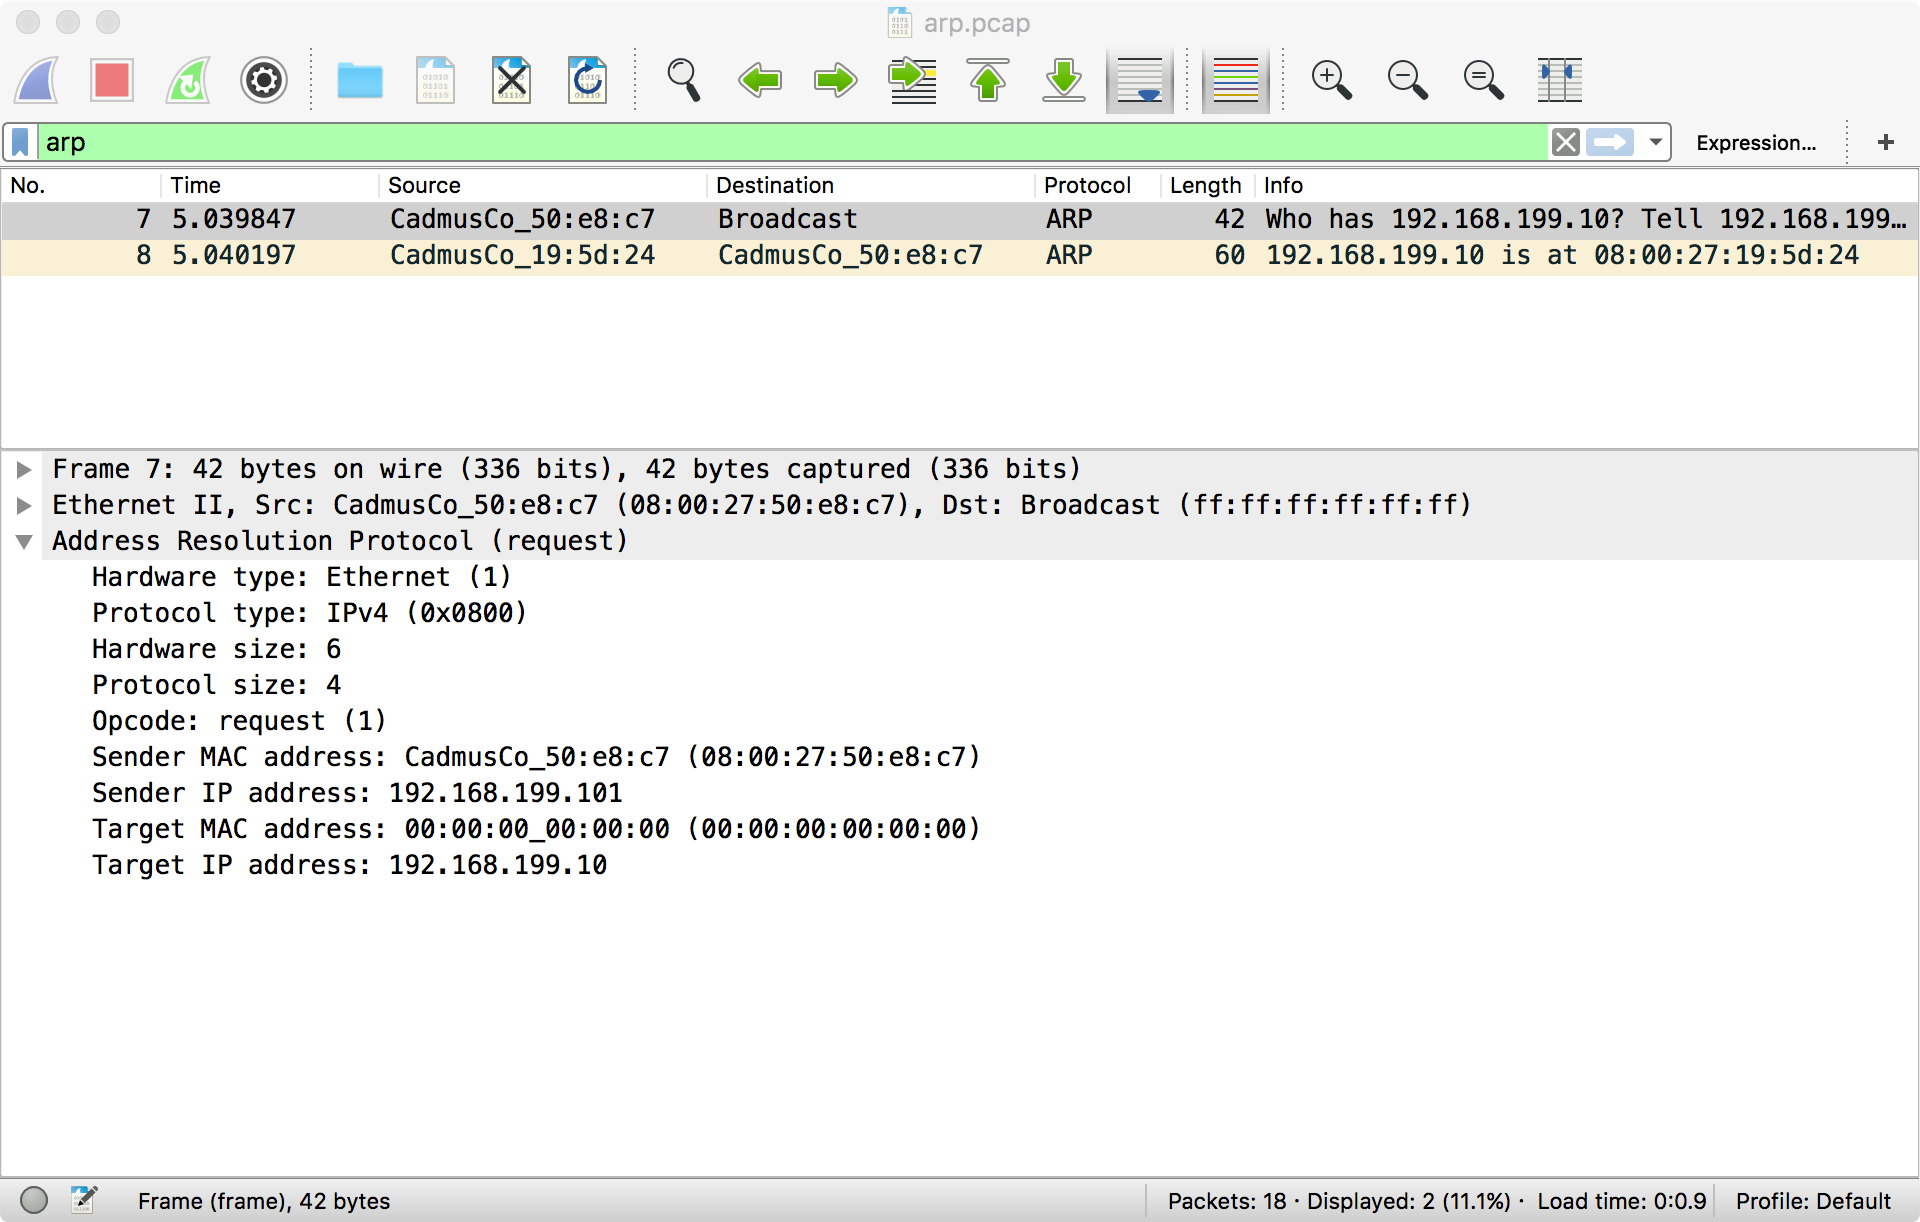 arp.pcap
arp
Expression…
+
No. Time Source Destination Protocol Length Info
7 5.039847 CadmusCo_50:e8:c7 Broadcast ARP 42 Who has 192.168.199.10? Tell 192.168.199…
8 5.040197 CadmusCo_19:5d:24 CadmusCo_50:e8:c7 ARP 60 192.168.199.10 is at 08:00:27:19:5d:24
Frame 7: 42 bytes on wire (336 bits), 42 bytes captured (336 bits)
Ethernet II, Src: CadmusCo_50:e8:c7 (08:00:27:50:e8:c7), Dst: Broadcast (ff:ff:ff:ff:ff:ff)
Address Resolution Protocol (request)
Hardware type: Ethernet (1)
Protocol type: IPv4 (0x0800)
Hardware size: 6
Protocol size: 4
Opcode: request (1)
Sender MAC address: CadmusCo_50:e8:c7 (08:00:27:50:e8:c7)
Sender IP address: 192.168.199.101
Target MAC address: 00:00:00_00:00:00 (00:00:00:00:00:00)
Target IP address: 192.168.199.10
Frame (frame), 42 bytes
Packets: 18 · Displayed: 2 (11.1%) · Load time: 0:0.9
Profile: Default